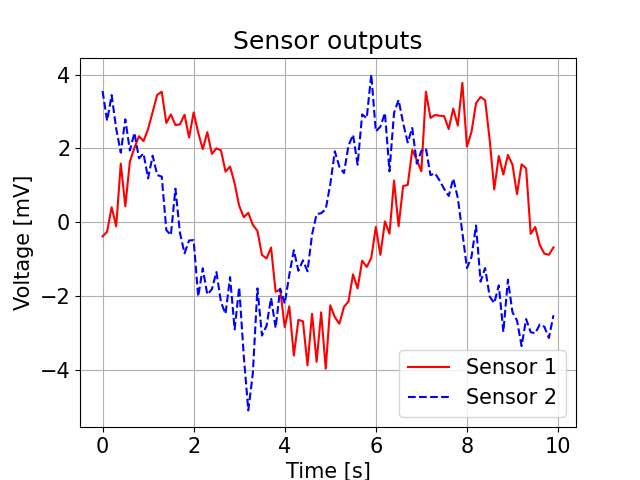 Sensor outputs
4
2
0
−2
−4
Voltage [mV]
Sensor 1
Sensor 2
0 2 4 6 8 10
Time [s]